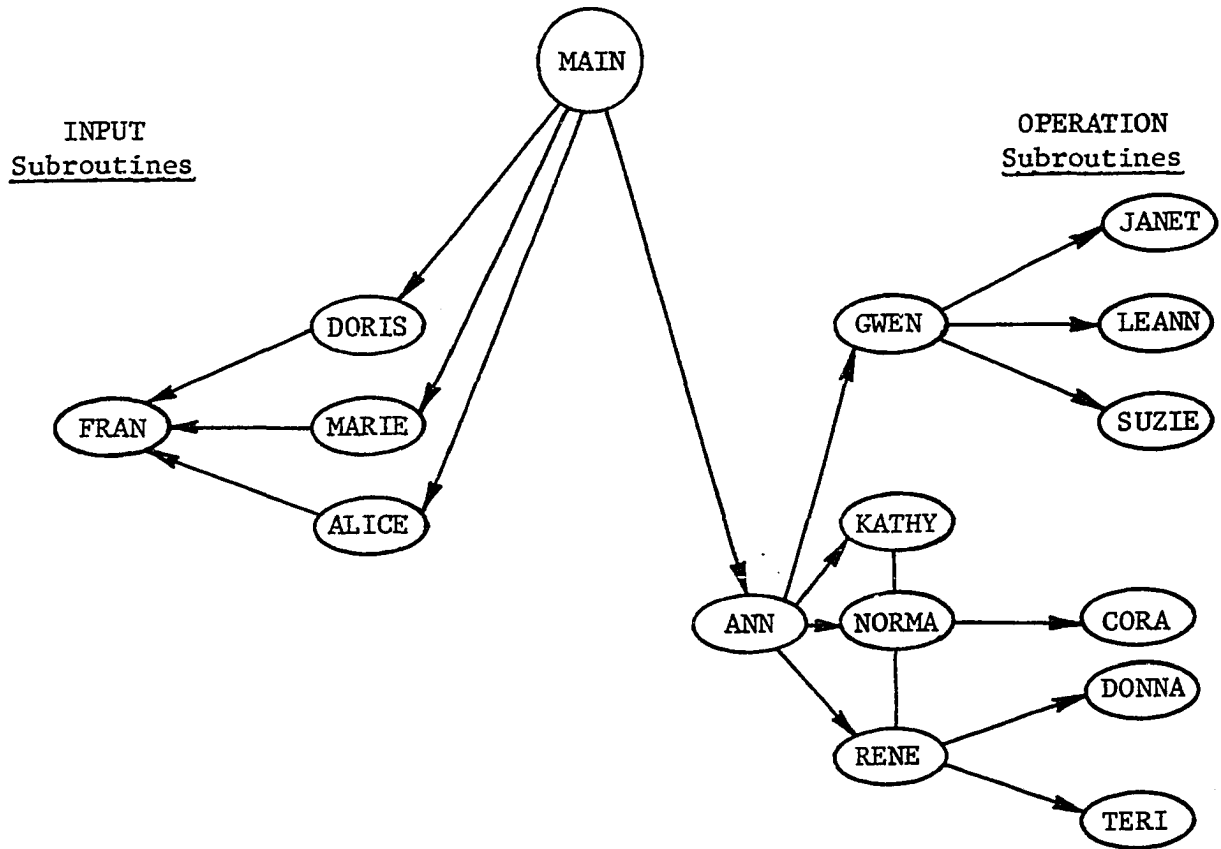 MAIN
INPUT
Subroutines
OPERATION
Subroutines
JANET
DORIS
GWEN
LEANN
FRAN
MARIE
SUZIE
ALICE
KATHY
ANN
NORMA
CORA
DONNA
RENE
TERI